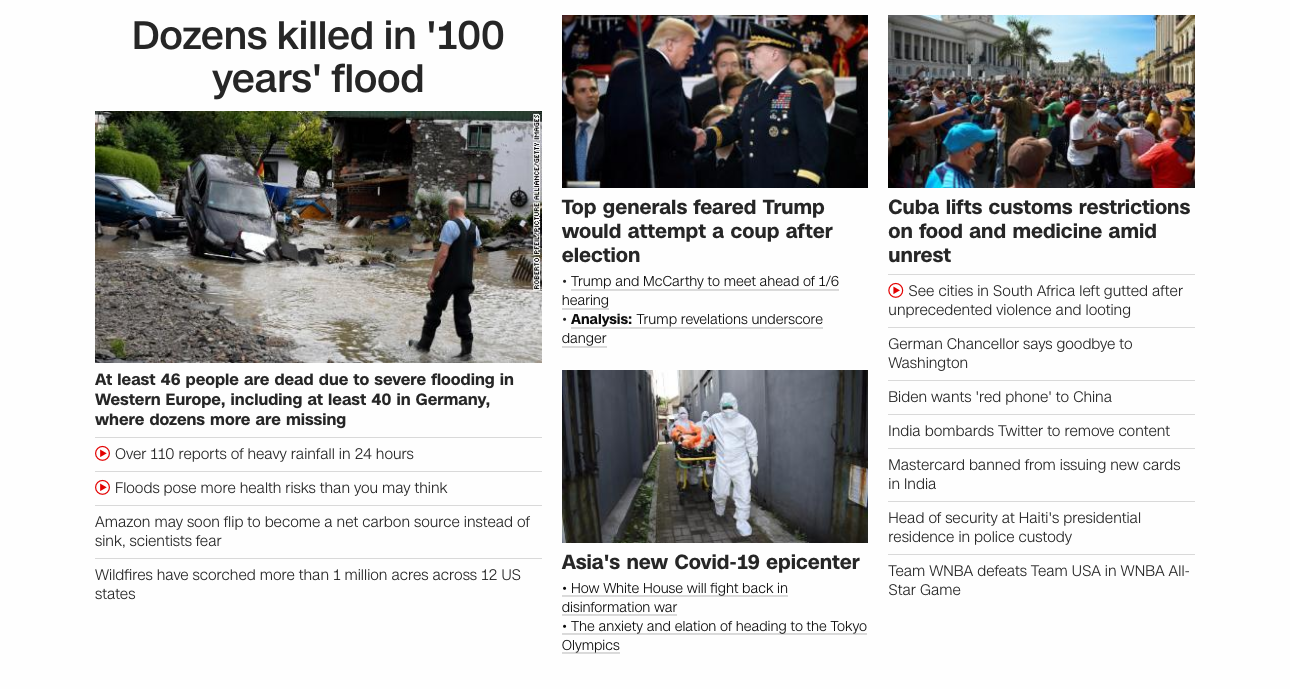 Dozens killed in '100
years' flood
ROBERTO PFEIL/PICTURE ALLIANCE/GETTY IMAGES
At least 46 people are dead due to severe flooding in
Western Europe, including at least 40 in Germany,
where dozens more are missing
Over 110 reports of heavy rainfall in 24 hours
Floods pose more health risks than you may think
Amazon may soon flip to become a net carbon source instead of
sink, scientists fear
Wildfires have scorched more than 1 million acres across 12 US
states
Top generals feared Trump
would attempt a coup after
election
• Trump and McCarthy to meet ahead of 1/6
hearing
• Analysis: Trump revelations underscore
danger
Asia's new Covid-19 epicenter
• How White House will fight back in
disinformation war
• The anxiety and elation of heading to the Tokyo
Olympics
Cuba lifts customs restrictions
on food and medicine amid
unrest
See cities in South Africa left gutted after
unprecedented violence and looting
German Chancellor says goodbye to
Washington
Biden wants 'red phone' to China
India bombards Twitter to remove content
Mastercard banned from issuing new cards
in India
Head of security at Haiti's presidential
residence in police custody
Team WNBA defeats Team USA in WNBA All-
Star Game